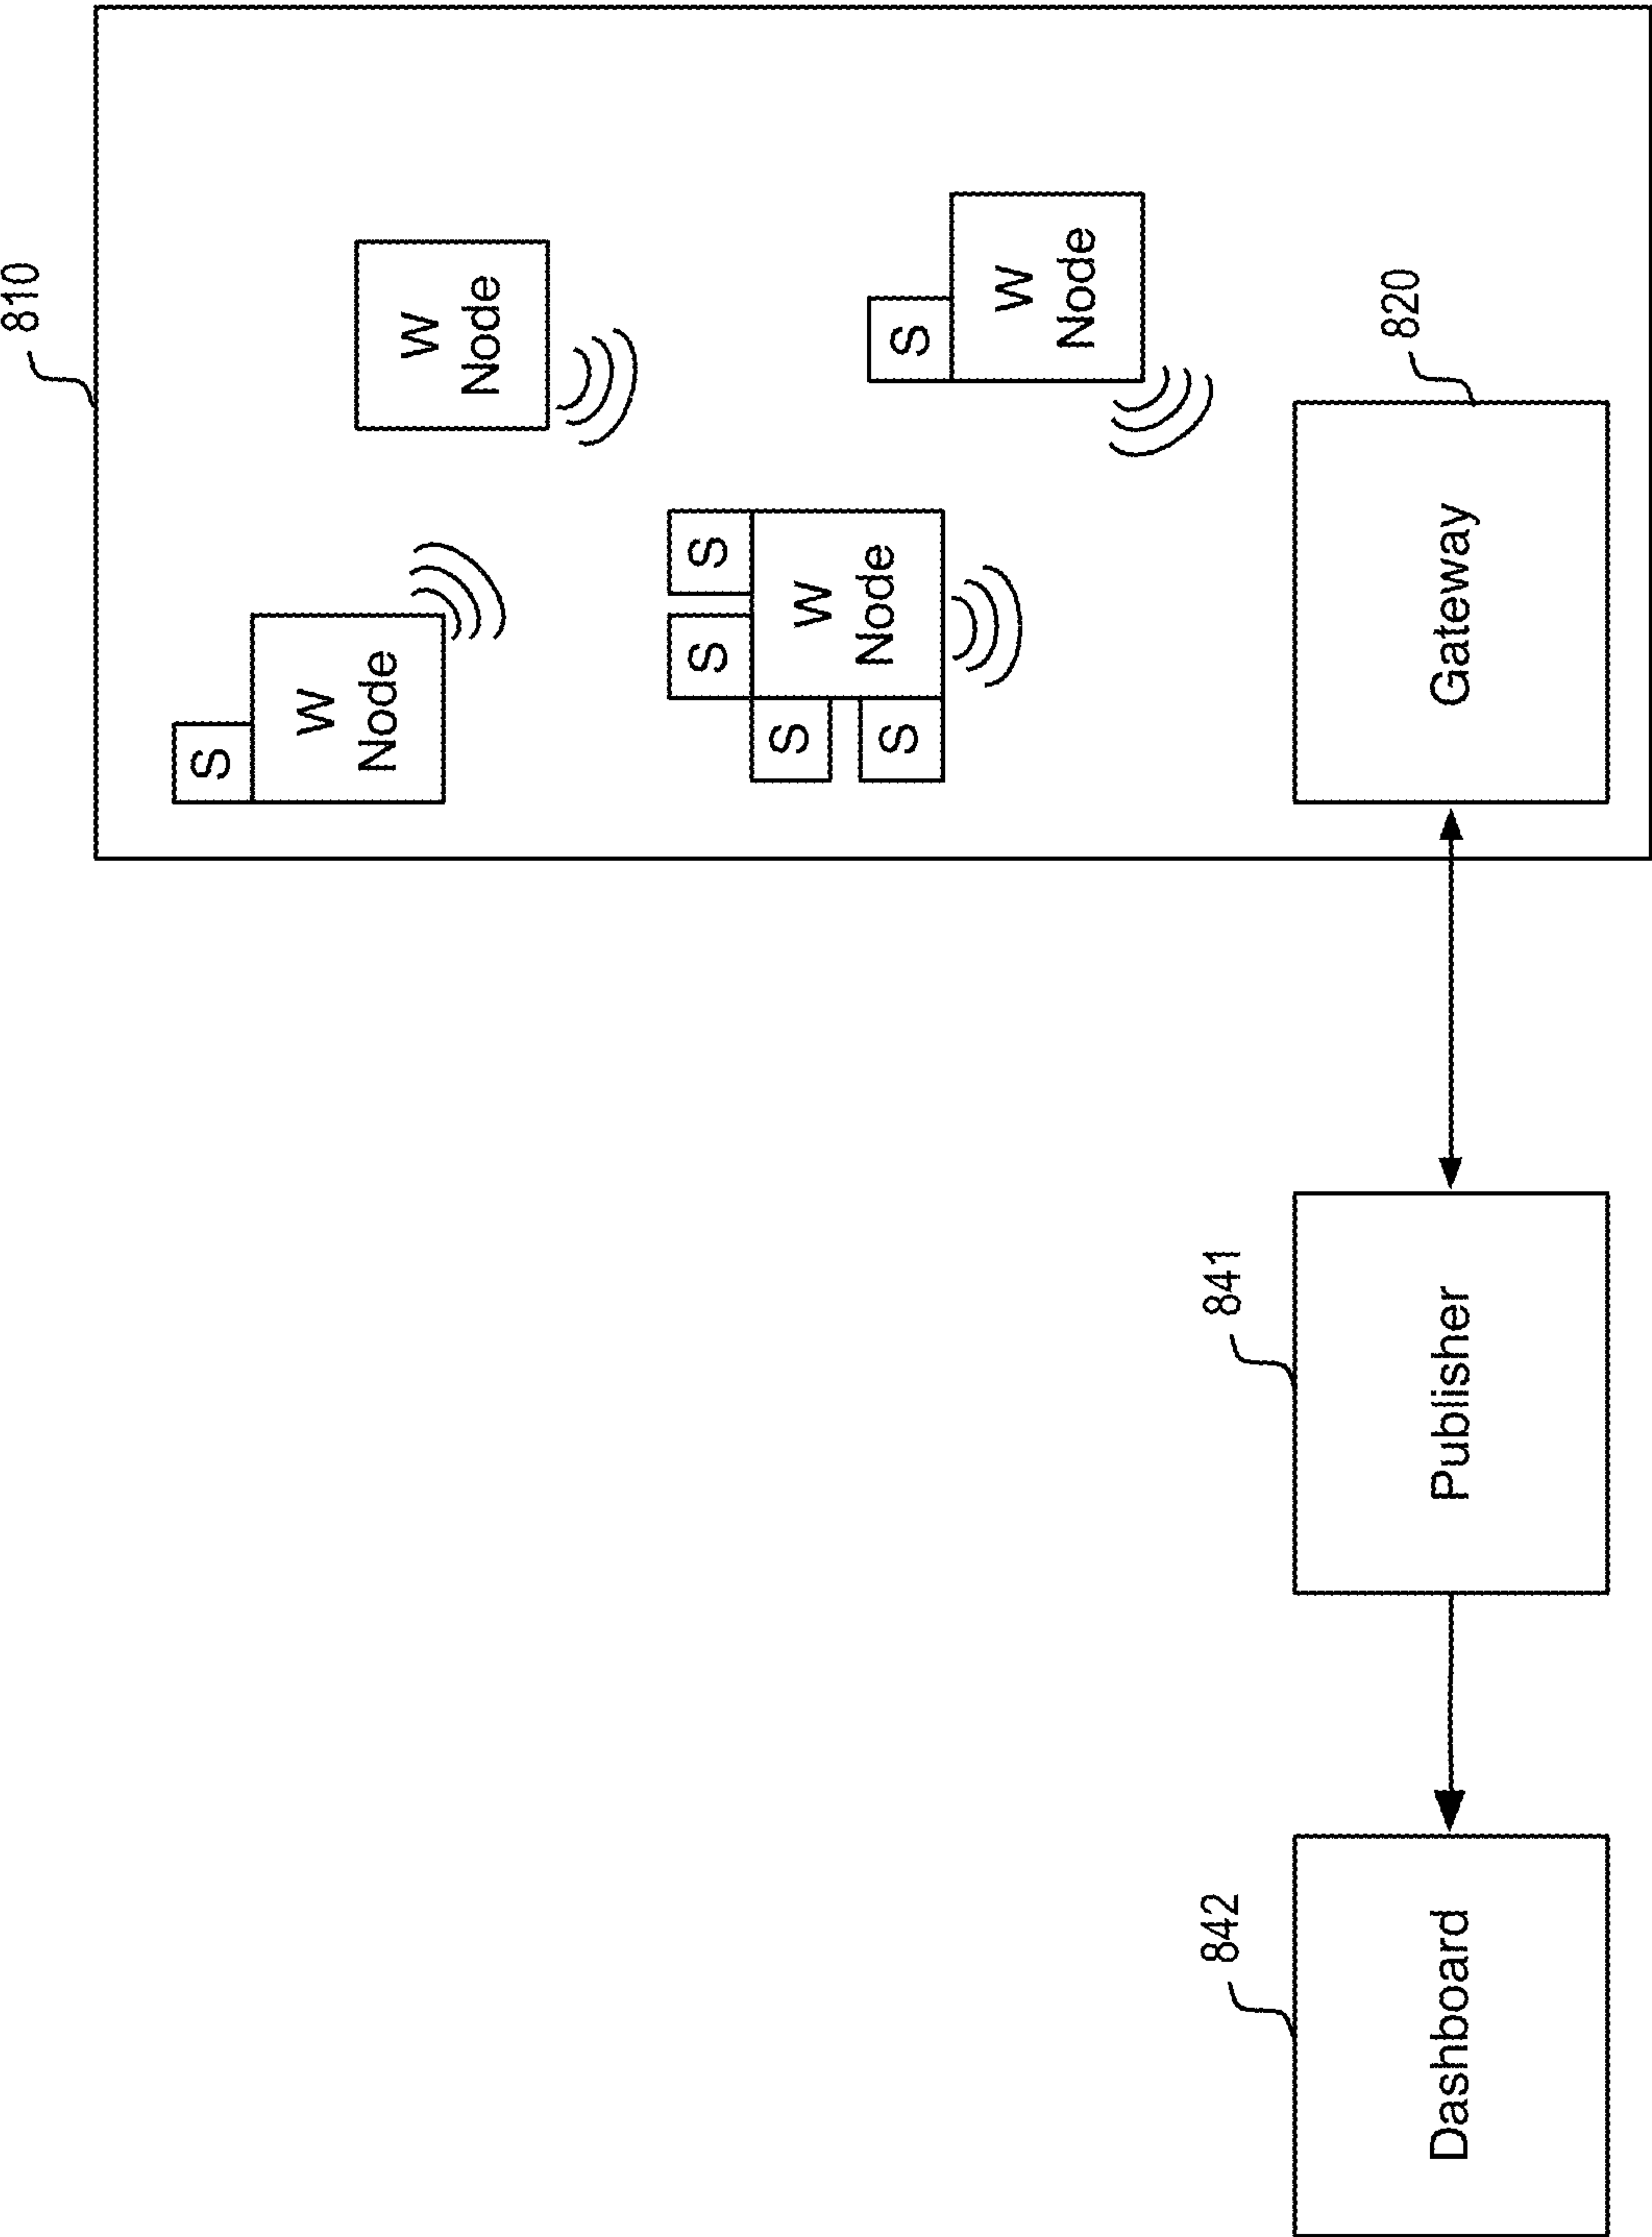 810
S
W
Node
W
Node
S
S
S
S
W
Node
S
W
Node
842
841
820
Dashboard
Publisher
Gateway